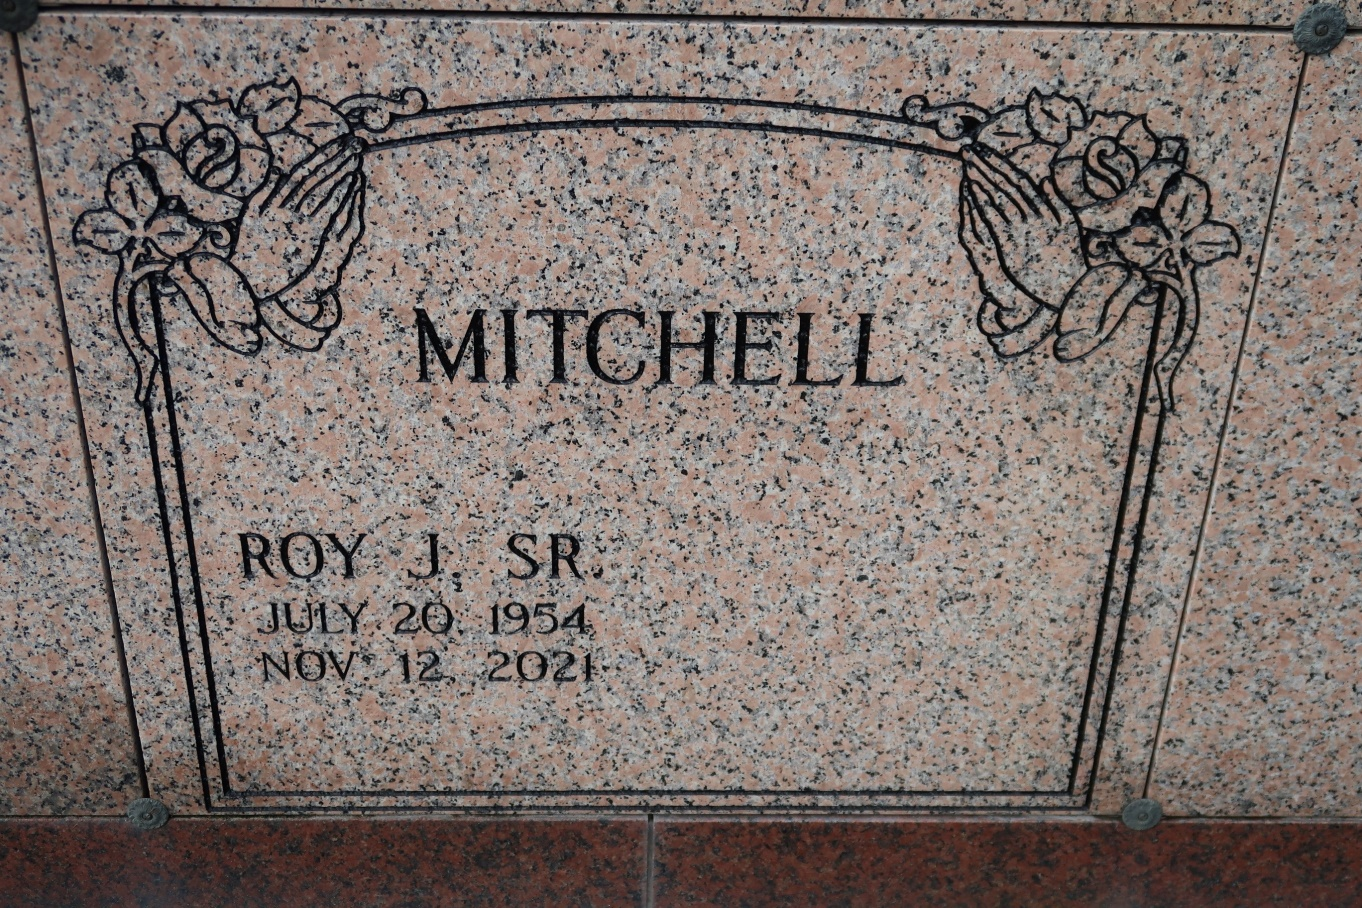 MITCHELL
ROY J. SR.
JULY 20, 1954
NOV. 12, 2021